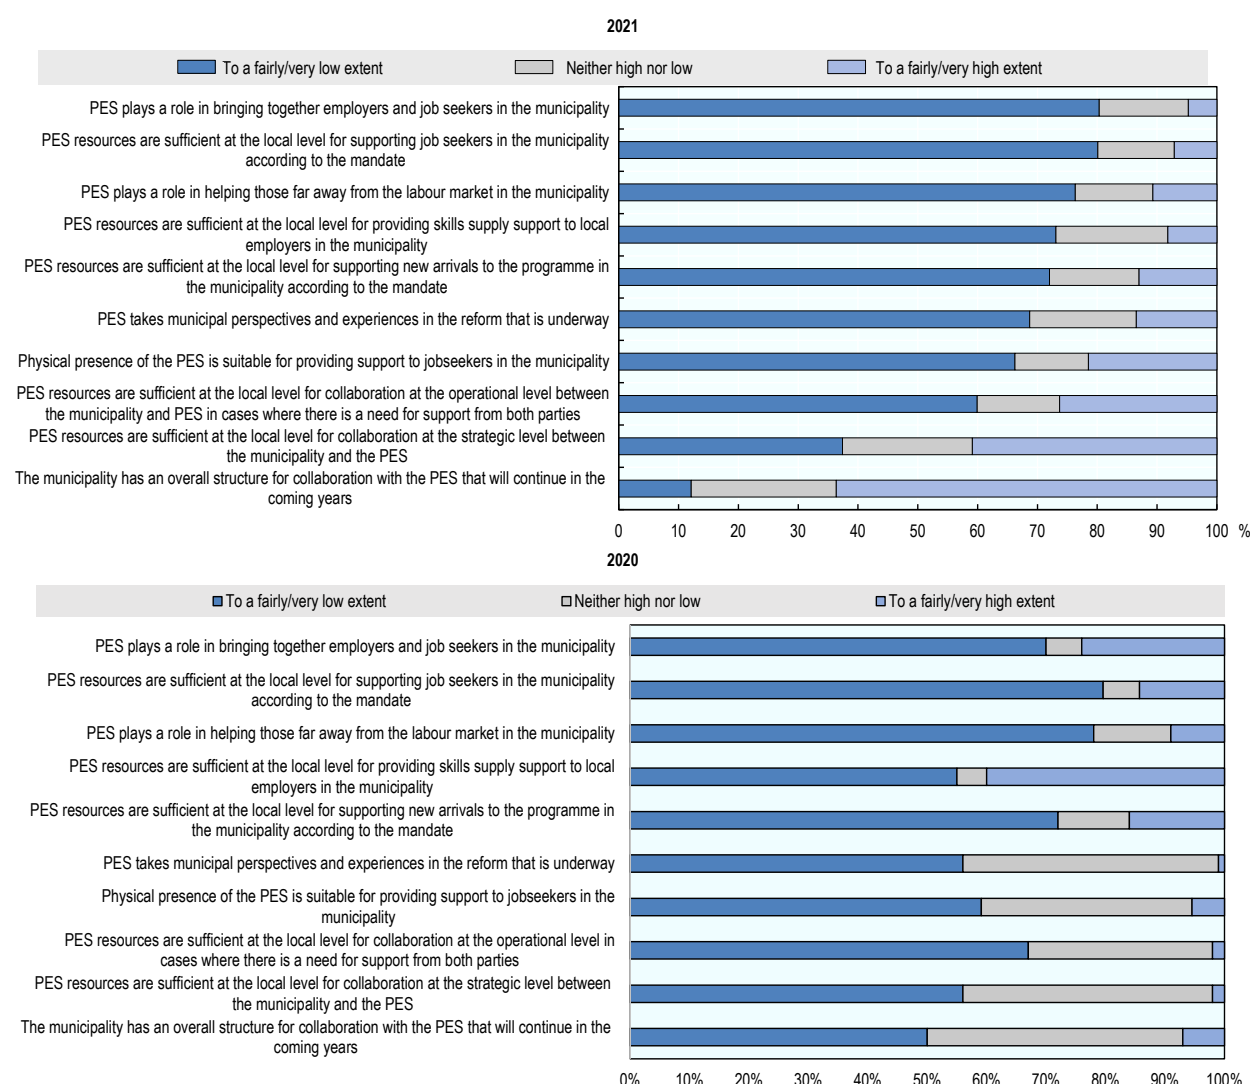 2021
To a fairly/very low extent
Neither high nor low
To a fairly/very high extent
PES plays a role in bringing together employers and job seekers in the municipality
PES resources are sufficient at the local level for supporting job seekers in the municipality
according to the mandate
PES plays a role in helping those far away from the labour market in the municipality
PES resources are sufficient at the local level for providing skills supply support to local
employers in the municipality
PES resources are sufficient at the local level for supporting new arrivals to the programme in
the municipality according to the mandate
PES takes municipal perspectives and experiences in the reform that is underway
Physical presence of the PES is suitable for providing support to jobseekers in the municipality
PES resources are sufficient at the local level for collaboration at the operational level between
the municipality and PES in cases where there is a need for support from both parties
PES resources are sufficient at the local level for collaboration at the strategic level between
the municipality and the PES
The municipality has an overall structure for collaboration with the PES that will continue in the
coming years
0 10 20 30 40 50 60 70 80 90 100 %
2020
To a fairly/very low extent
Neither high nor low
To a fairly/very high extent
PES plays a role in bringing together employers and job seekers in the municipality
PES resources are sufficient at the local level for supporting job seekers in the municipality
according to the mandate
PES plays a role in helping those far away from the labour market in the municipality
PES resources are sufficient at the local level for providing skills supply support to local
employers in the municipality
PES resources are sufficient at the local level for supporting new arrivals to the programme in
the municipality according to the mandate
PES takes municipal perspectives and experiences in the reform that is underway
Physical presence of the PES is suitable for providing support to jobseekers in the
municipality
PES resources are sufficient at the local level for collaboration at the operational level in
cases where there is a need for support from both parties
PES resources are sufficient at the local level for collaboration at the strategic level between
the municipality and the PES
The municipality has an overall structure for collaboration with the PES that will continue in the
coming years
0% 10% 20% 30% 40% 50% 60% 70% 80% 90% 100%